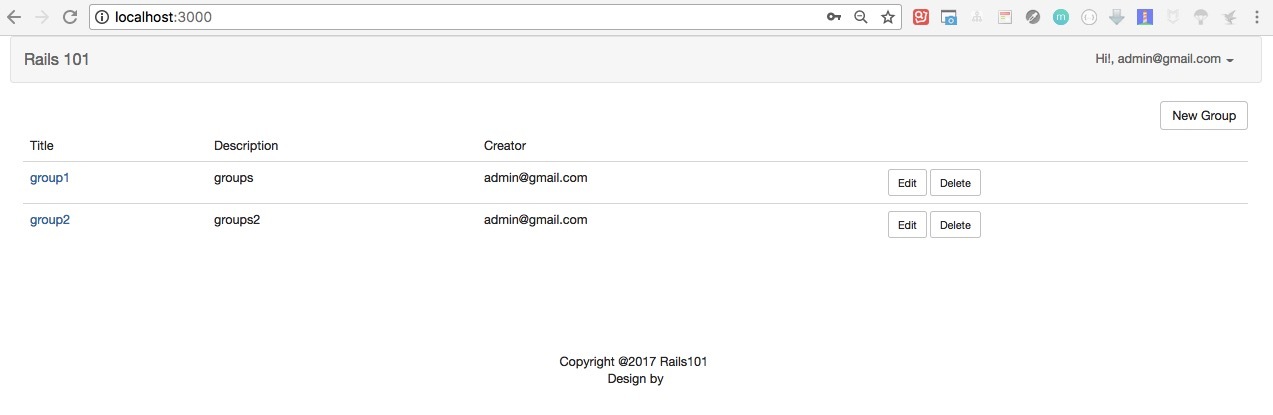 localhost:3000
Rails 101
Hi!, admin@gmail.com
New Group
Title Description Creator
group1 groups admin@gmail.com Edit Delete
group2 groups2 admin@gmail.com Edit Delete
Copyright @2017 Rails101
Design by